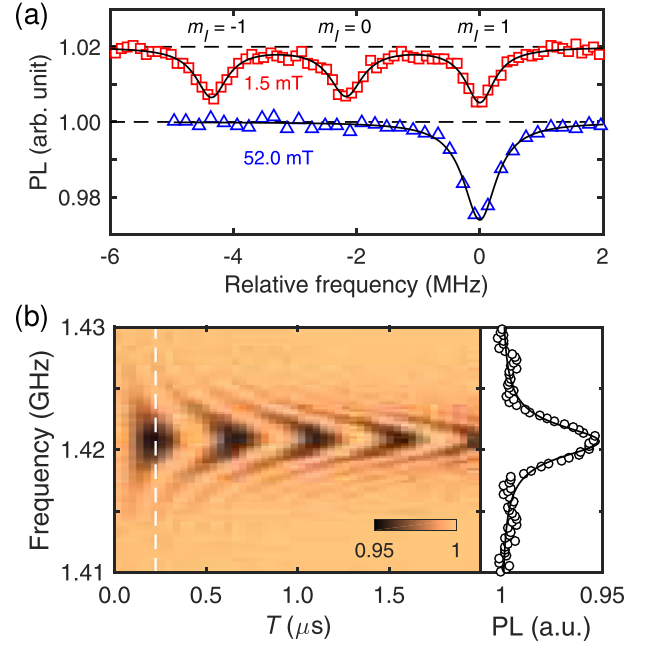 (a)
m_I = -1
m_I = 0
m_I = 1
1.02
1.00
0.98
PL (arb. unit)
1.5 mT
52.0 mT
-6
-4
-2
0
2
Relative frequency (MHz)
(b)
1.43
1.42
1.41
Frequency (GHz)
0.95
1
0.0
0.5
1.0
1.5
T (μs)
1
0.95
PL (a.u.)